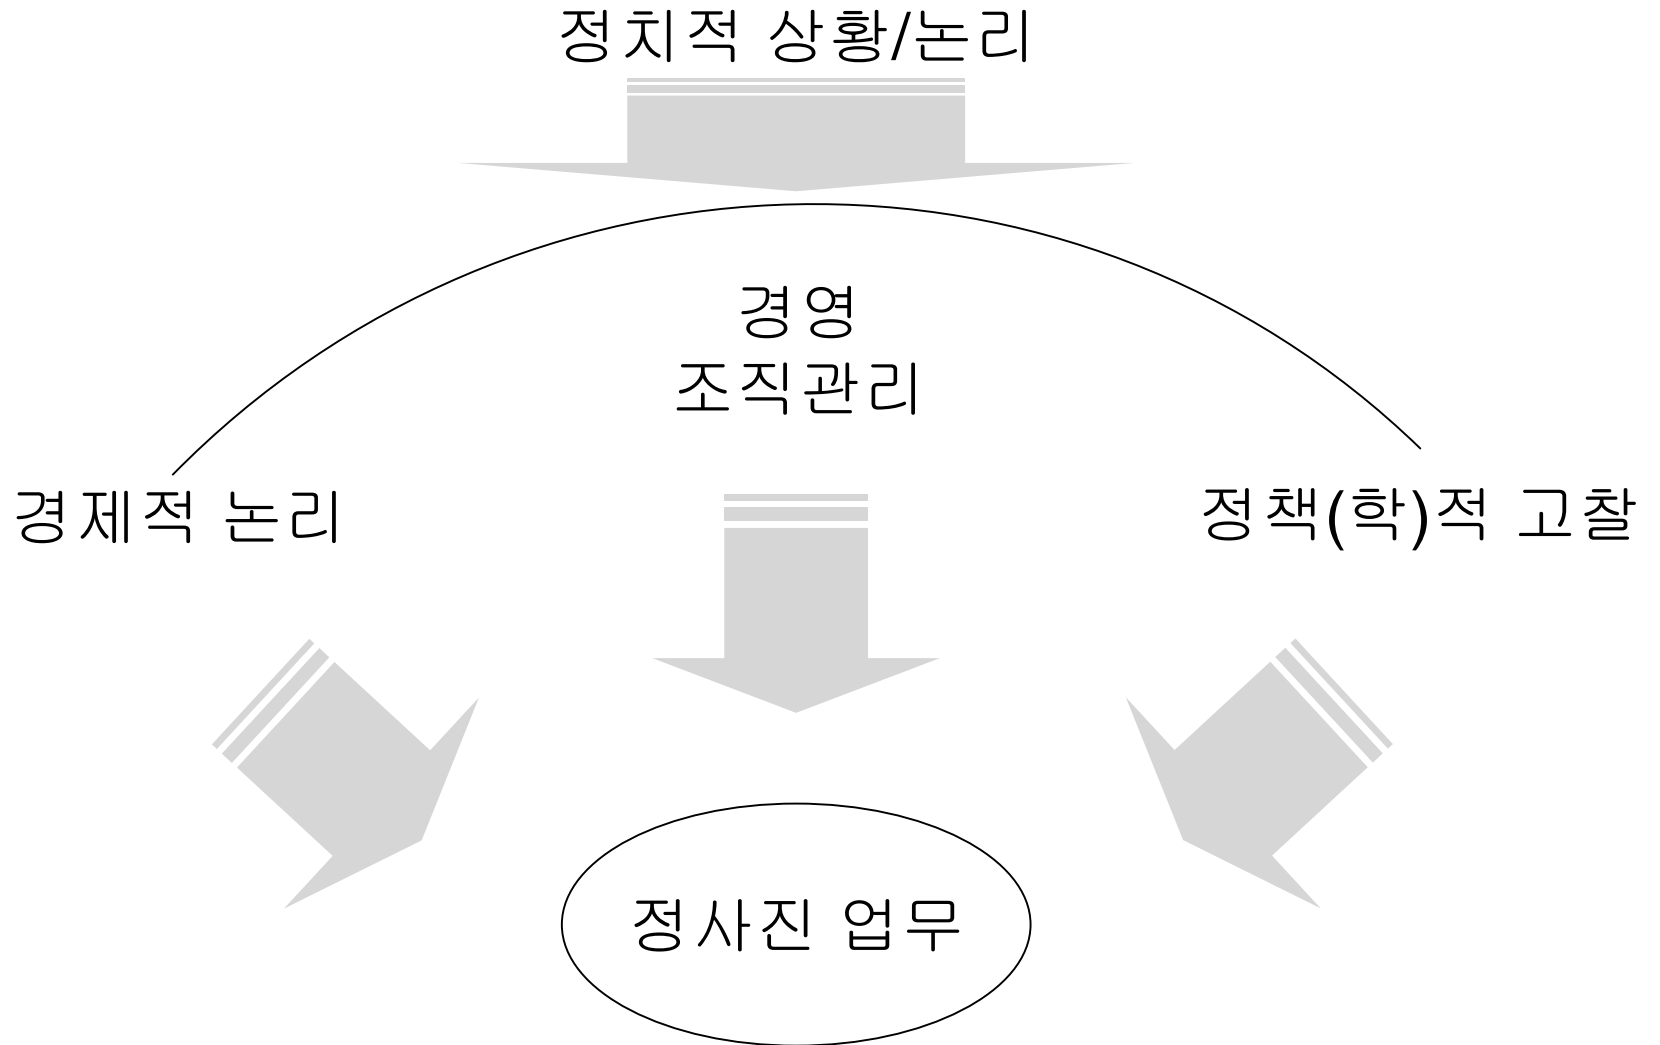 정치적 상황/논리
경영
조직관리
경제적 논리
정책(학)적 고찰
정사진 업무